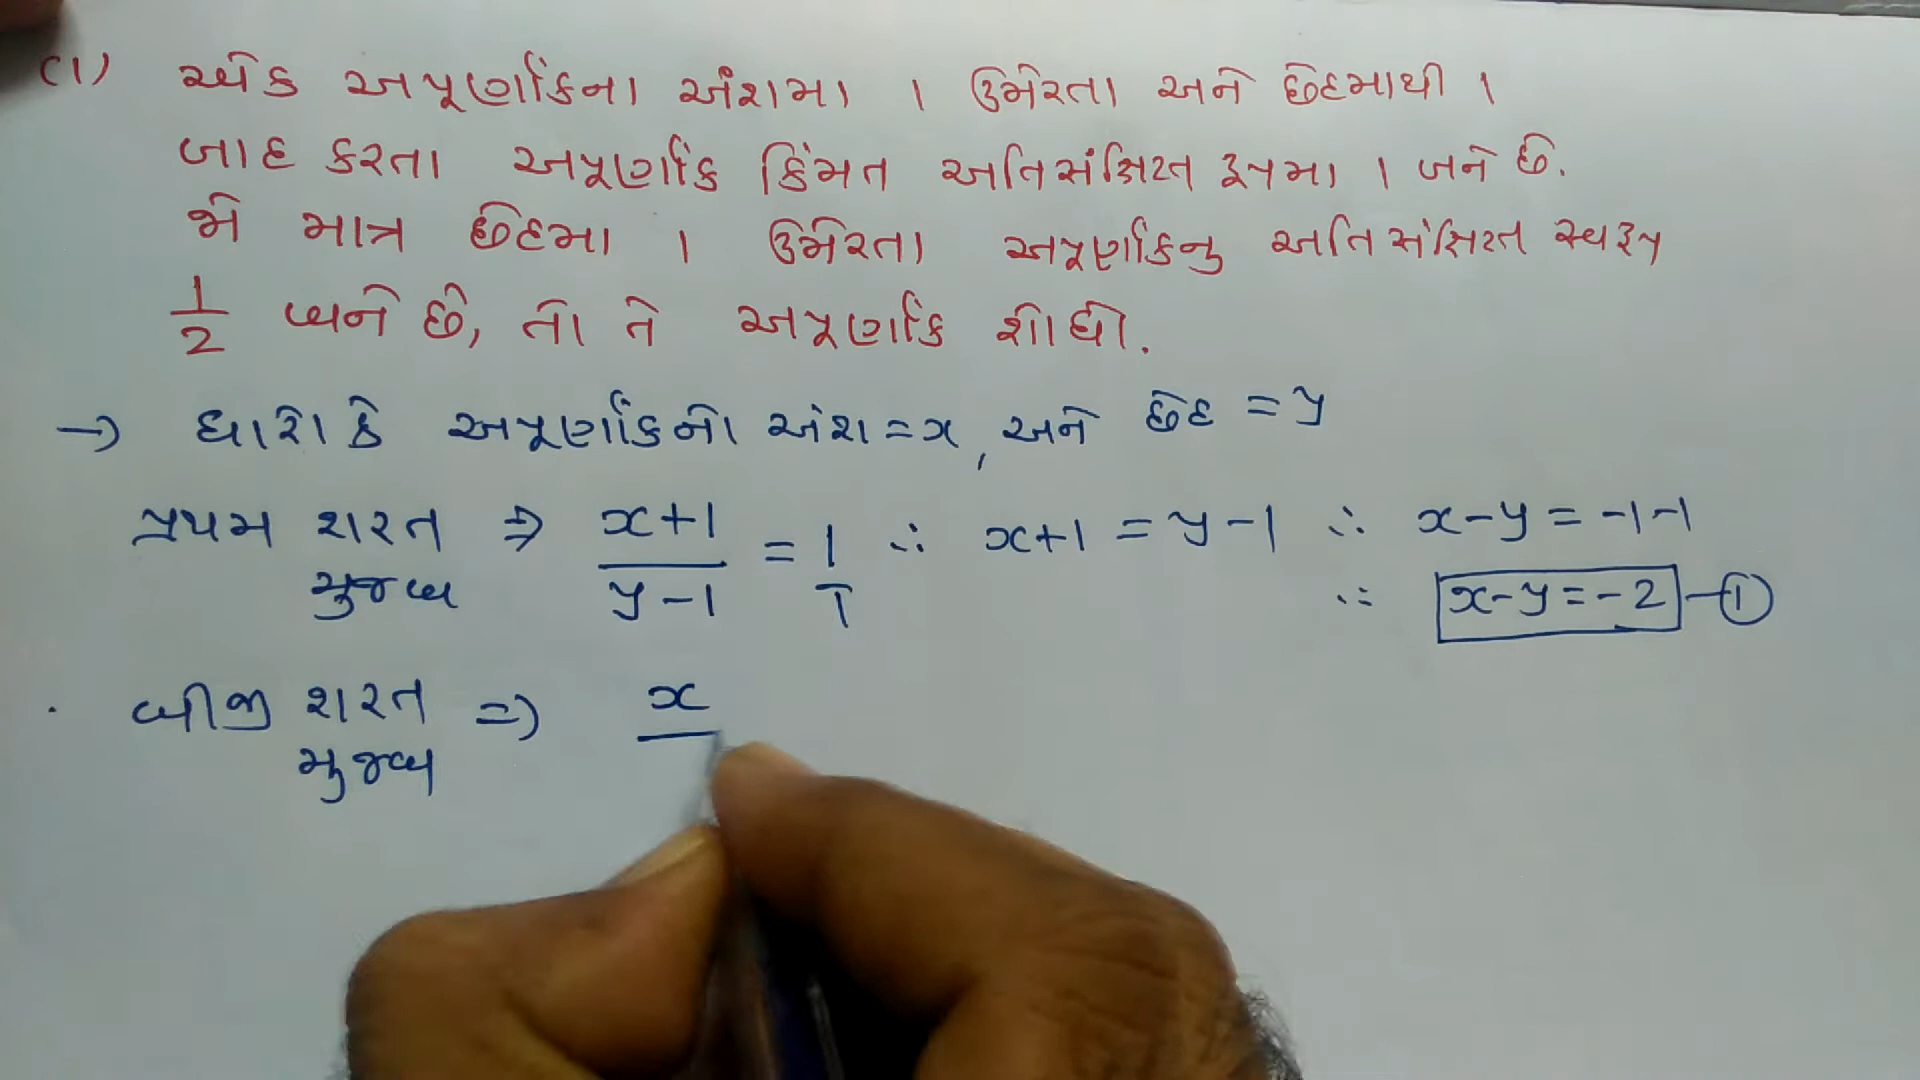 (1) એક અપૂર્ણાંકના અંશમા 1 ઉમેરતા અને છેદમાથી 1
બાદ કરતા અપૂર્ણાંક કિંમત અતિસંક્ષિપ્ત રૂપમા 1 બને છે.
જો માત્ર છેદમા 1 ઉમેરતા અપૂર્ણાંકનુ અતિસંક્ષિપ્ત સ્વરૂપ
1/2 બને છે, તો તે અપૂર્ણાંક શોધો.
→ ધારો કે અપૂર્ણાંકનો અંશ = x, અને છેદ = y
પ્રથમ શરત મુજબ ⇒ (x+1)/(y-1) = 1/1 ∴ x+1 = y-1 ∴ x-y = -1-1
∴ x-y = -2 — ①
બીજી શરત મુજબ ⇒ x